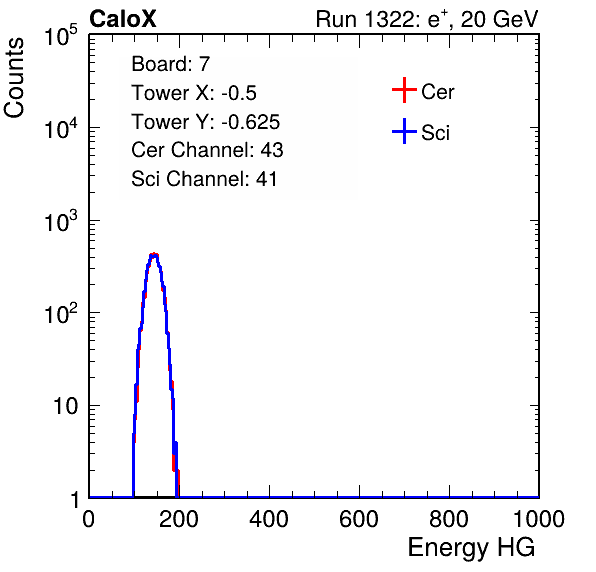 CaloX Run 1322: e⁺, 20 GeV
Board: 7
Tower X: -0.5
Tower Y: -0.625
Cer Channel: 43
Sci Channel: 41
Cer
Sci
Counts
10⁵
10⁴
10³
10²
10
1
0 200 400 600 800 1000
Energy HG